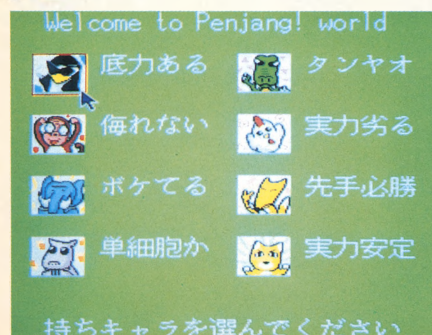 Welcome to Penjang! world
底力ある タンヤオ
侮れない 実力劣る
ボケてる 先手必勝
単細胞か 実力安定
持ちキャラを選んでください